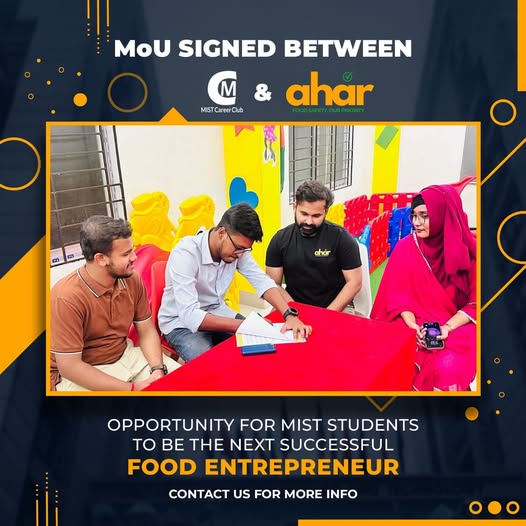 MoU SIGNED BETWEEN
MIST Career Club
&
ahar
FOOD SAFETY, OUR PRIORITY
ahar
OPPORTUNITY FOR MIST STUDENTS
TO BE THE NEXT SUCCESSFUL
FOOD ENTREPRENEUR
CONTACT US FOR MORE INFO